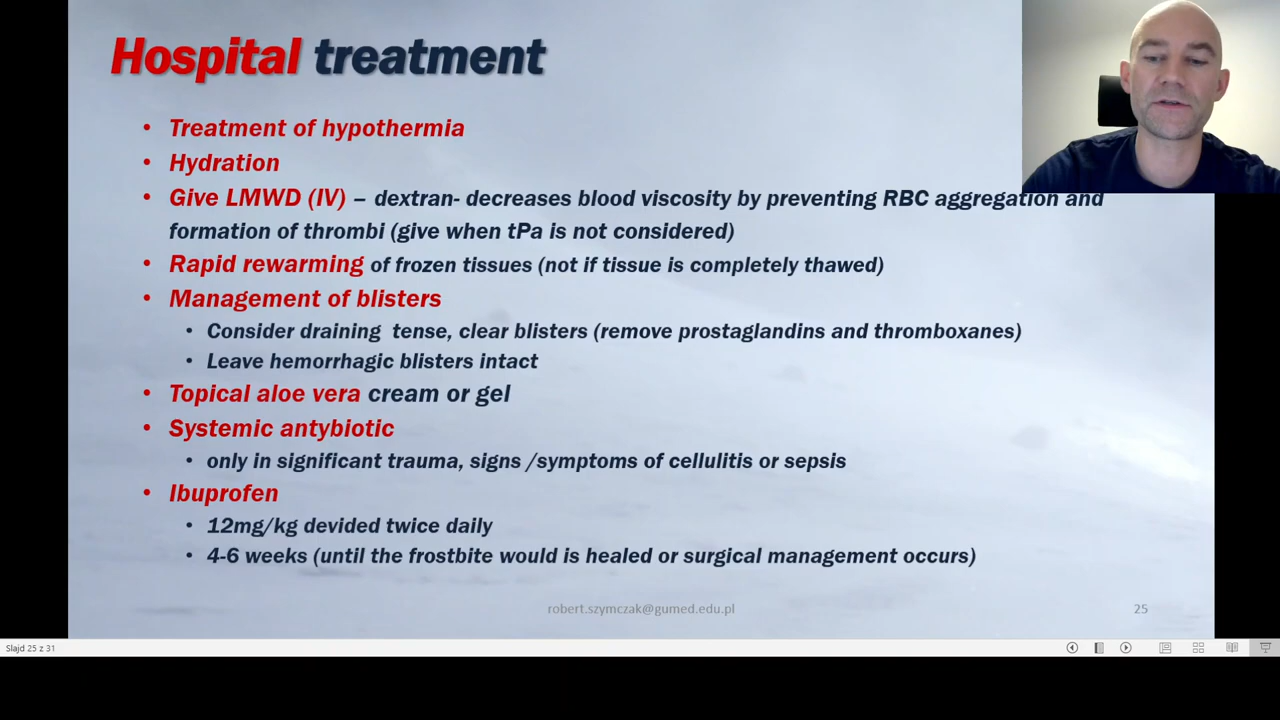 Hospital treatment
• Treatment of hypothermia
• Hydration
• Give LMWD (IV) – dextran- decreases blood viscosity by preventing RBC aggregation and
formation of thrombi (give when tPa is not considered)
• Rapid rewarming of frozen tissues (not if tissue is completely thawed)
• Management of blisters
• Consider draining tense, clear blisters (remove prostaglandins and thromboxanes)
• Leave hemorrhagic blisters intact
• Topical aloe vera cream or gel
• Systemic antybiotic
• only in significant trauma, signs /symptoms of cellulitis or sepsis
• Ibuprofen
• 12mg/kg devided twice daily
• 4-6 weeks (until the frostbite would is healed or surgical management occurs)
robert.szymczak@gumed.edu.pl
25
Slajd 25 z 31